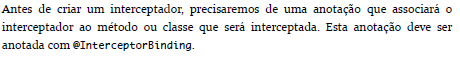 Antes de criar um interceptador, precisaremos de uma anotação que associará o
interceptador ao método ou classe que será interceptada. Esta anotação deve ser
anotada com @InterceptorBinding.